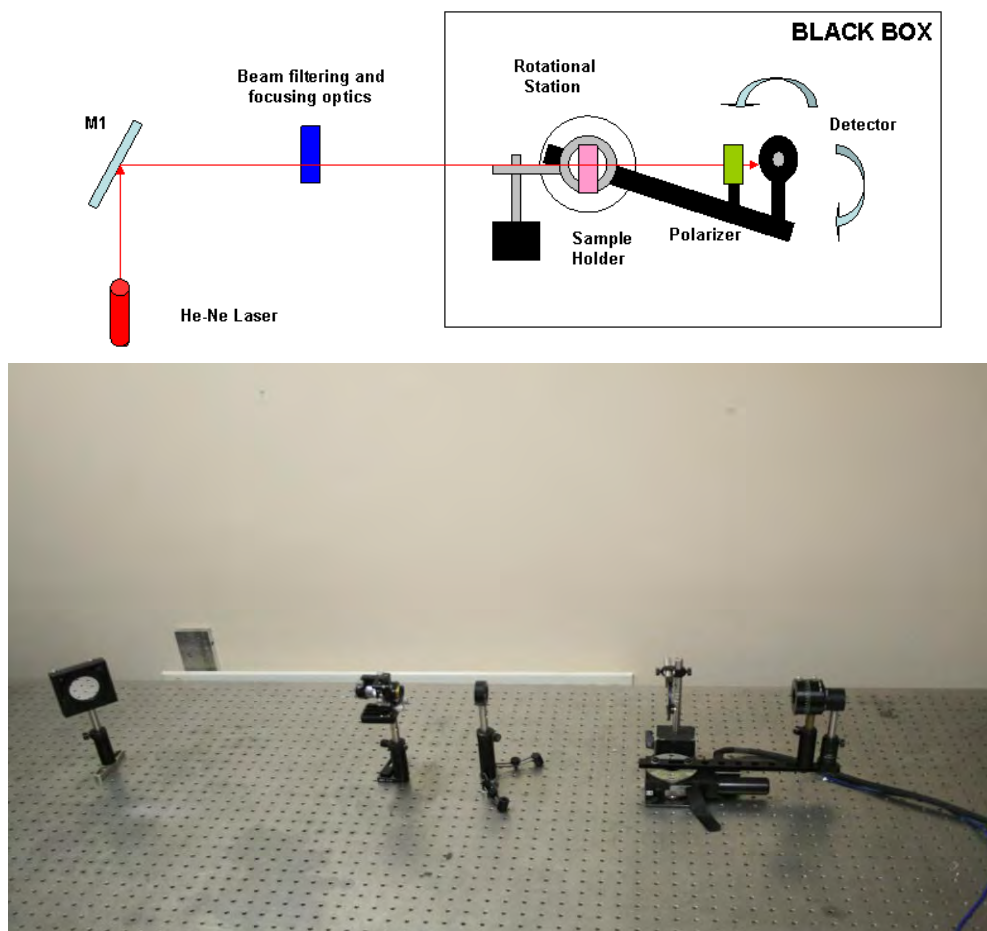 BLACK BOX
Beam filtering and
focusing optics
Rotational
Station
M1
Detector
Sample
Holder
Polarizer
He-Ne Laser